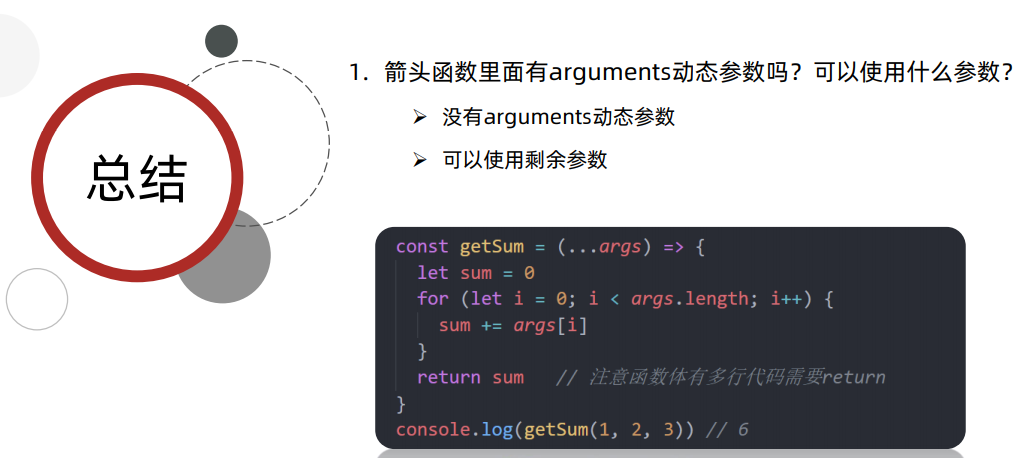 总结
1. 箭头函数里面有arguments动态参数吗？可以使用什么参数？
➢ 没有arguments动态参数
➢ 可以使用剩余参数
const getSum = (...args) => {
  let sum = 0
  for (let i = 0; i < args.length; i++) {
    sum += args[i]
  }
  return sum   // 注意函数体有多行代码需要return
}
console.log(getSum(1, 2, 3)) // 6